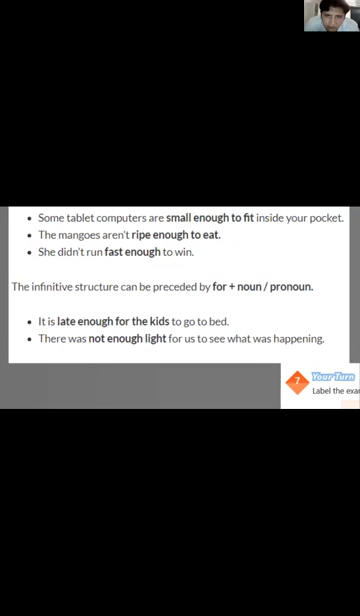 Some tablet computers are small enough to fit inside your pocket.
The mangoes aren't ripe enough to eat.
She didn't run fast enough to win.
The infinitive structure can be preceded by for + noun / pronoun.
It is late enough for the kids to go to bed.
There was not enough light for us to see what was happening.
7
Your Turn
Label the